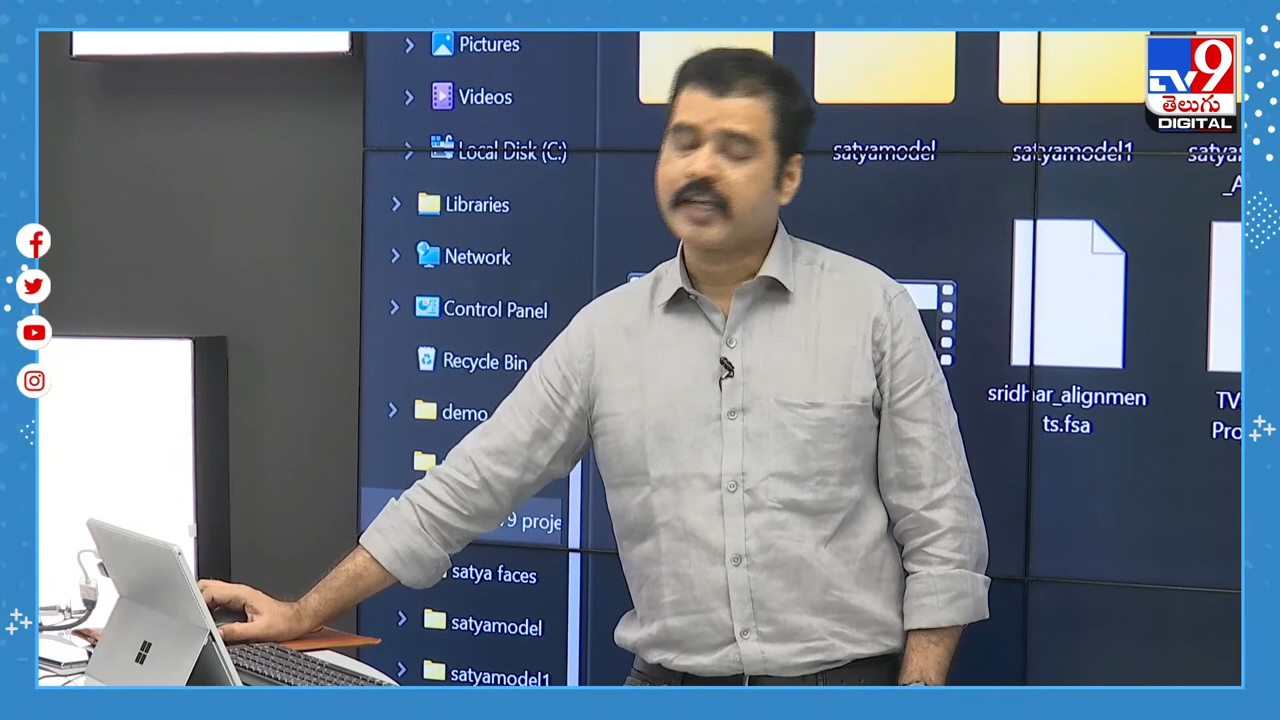 Pictures
Videos
Local Disk (C:)
Libraries
Network
Control Panel
Recycle Bin
demo
satya faces
satyamodel
satyamodel1
satyamodel
satyamodel1
sridhar_alignmen
ts.fsa
TV9
తెలుగు
DIGITAL